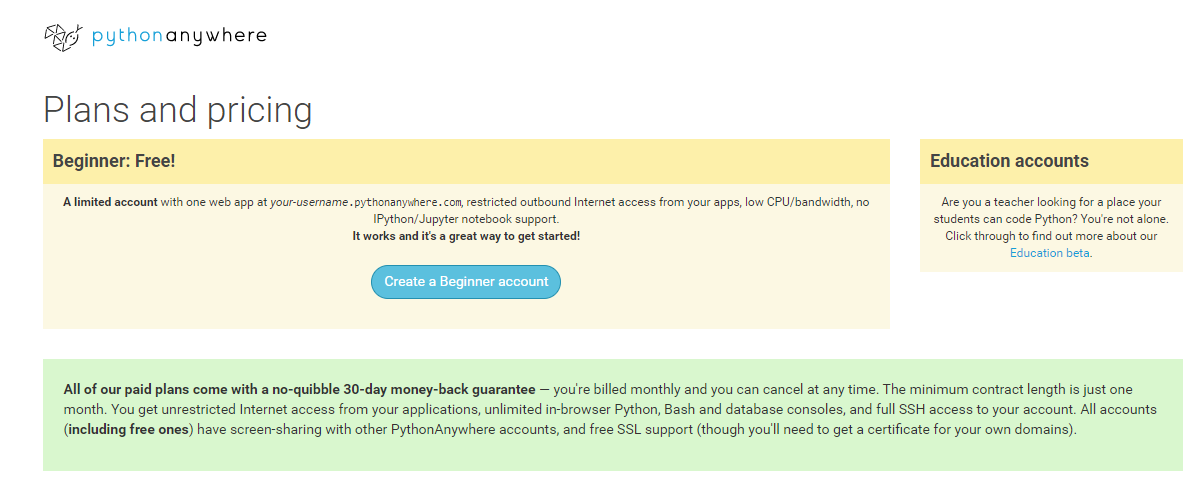 pythonanywhere
Plans and pricing
Beginner: Free!
A limited account with one web app at your-username.pythonanywhere.com, restricted outbound Internet access from your apps, low CPU/bandwidth, no
IPython/Jupyter notebook support.
It works and it's a great way to get started!
Create a Beginner account
Education accounts
Are you a teacher looking for a place your
students can code Python? You're not alone.
Click through to find out more about our
Education beta.
All of our paid plans come with a no-quibble 30-day money-back guarantee — you're billed monthly and you can cancel at any time. The minimum contract length is just one
month. You get unrestricted Internet access from your applications, unlimited in-browser Python, Bash and database consoles, and full SSH access to your account. All accounts
(including free ones) have screen-sharing with other PythonAnywhere accounts, and free SSL support (though you'll need to get a certificate for your own domains).